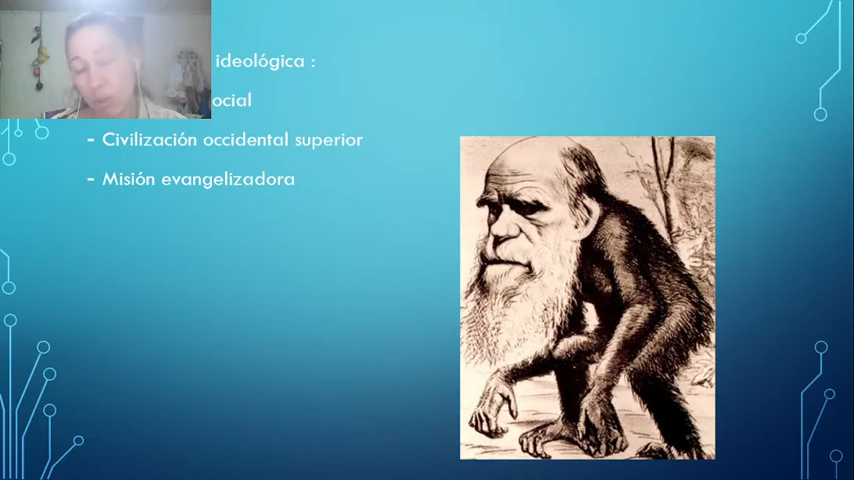 ideológica :
ocial
- Civilización occidental superior
- Misión evangelizadora